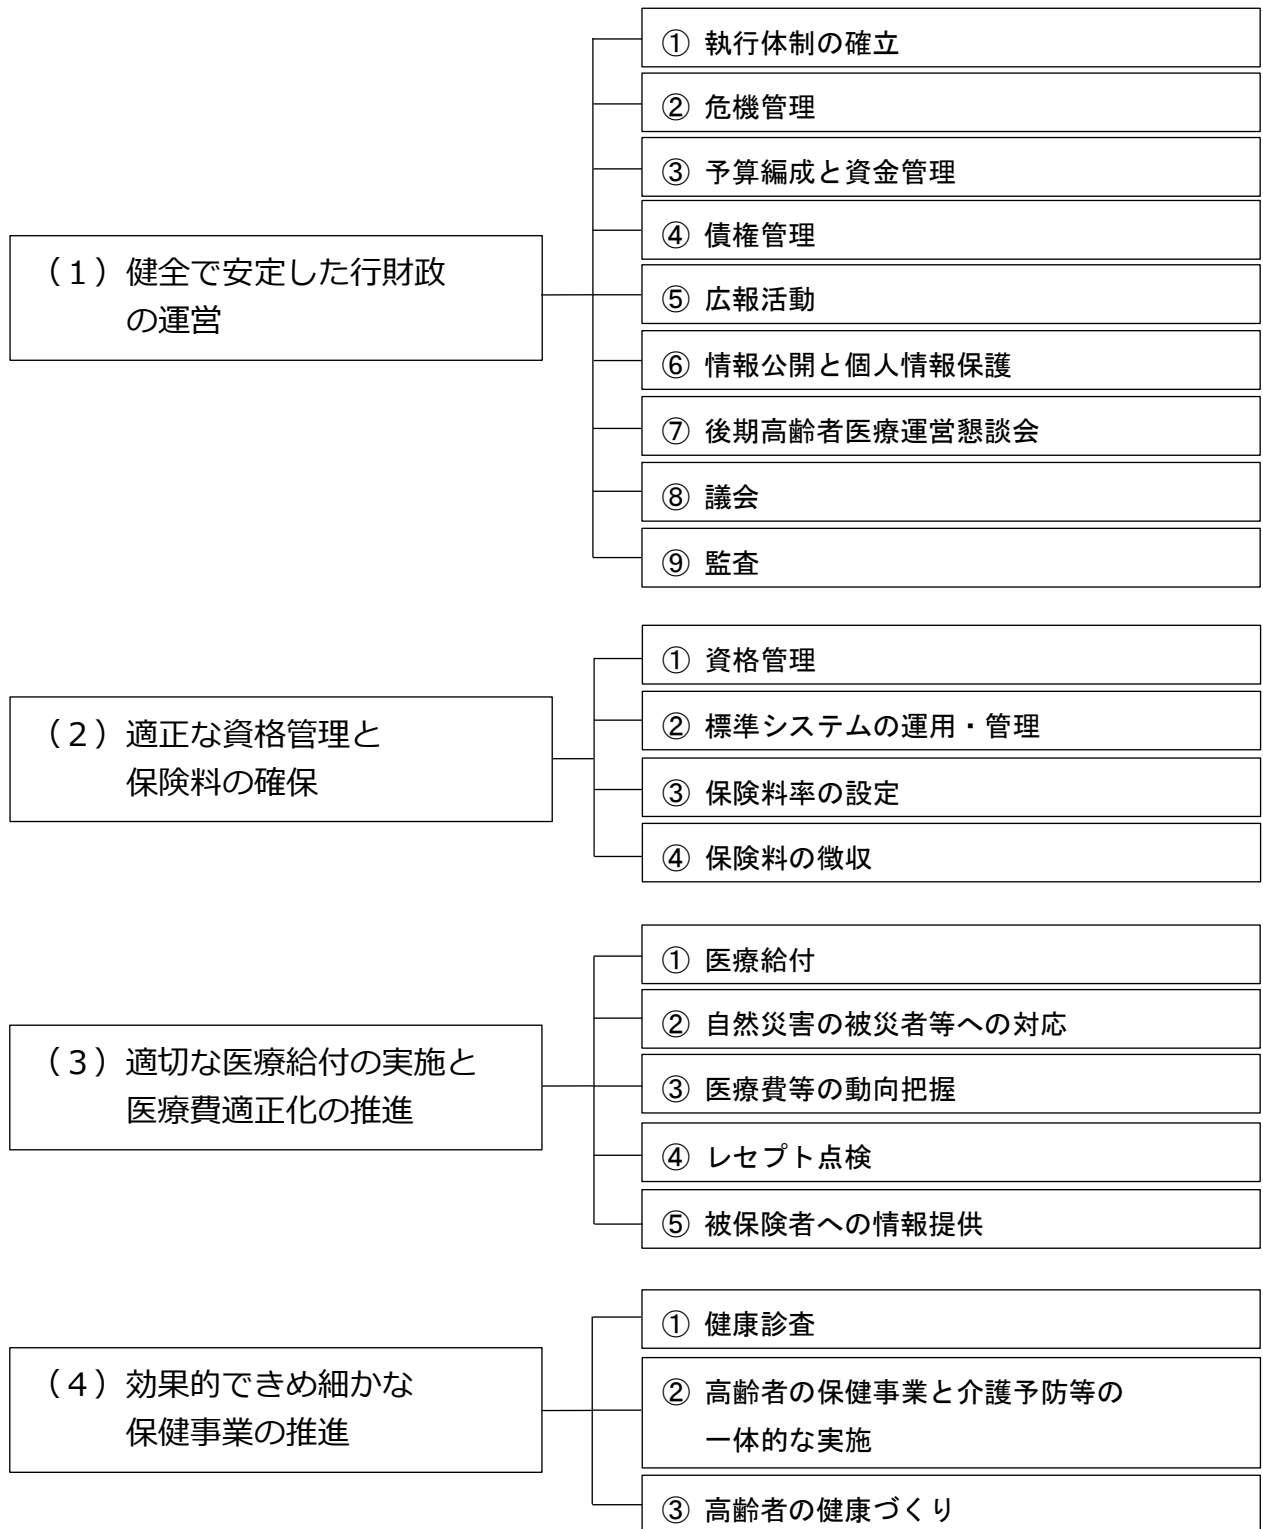 （１）健全で安定した行財政
の運営
① 執行体制の確立
② 危機管理
③ 予算編成と資金管理
④ 債権管理
⑤ 広報活動
⑥ 情報公開と個人情報保護
⑦ 後期高齢者医療運営懇談会
⑧ 議会
⑨ 監査
（２）適正な資格管理と
保険料の確保
① 資格管理
② 標準システムの運用・管理
③ 保険料率の設定
④ 保険料の徴収
（３）適切な医療給付の実施と
医療費適正化の推進
① 医療給付
② 自然災害の被災者等への対応
③ 医療費等の動向把握
④ レセプト点検
⑤ 被保険者への情報提供
（４）効果的できめ細かな
保健事業の推進
① 健康診査
② 高齢者の保健事業と介護予防等の
一体的な実施
③ 高齢者の健康づくり